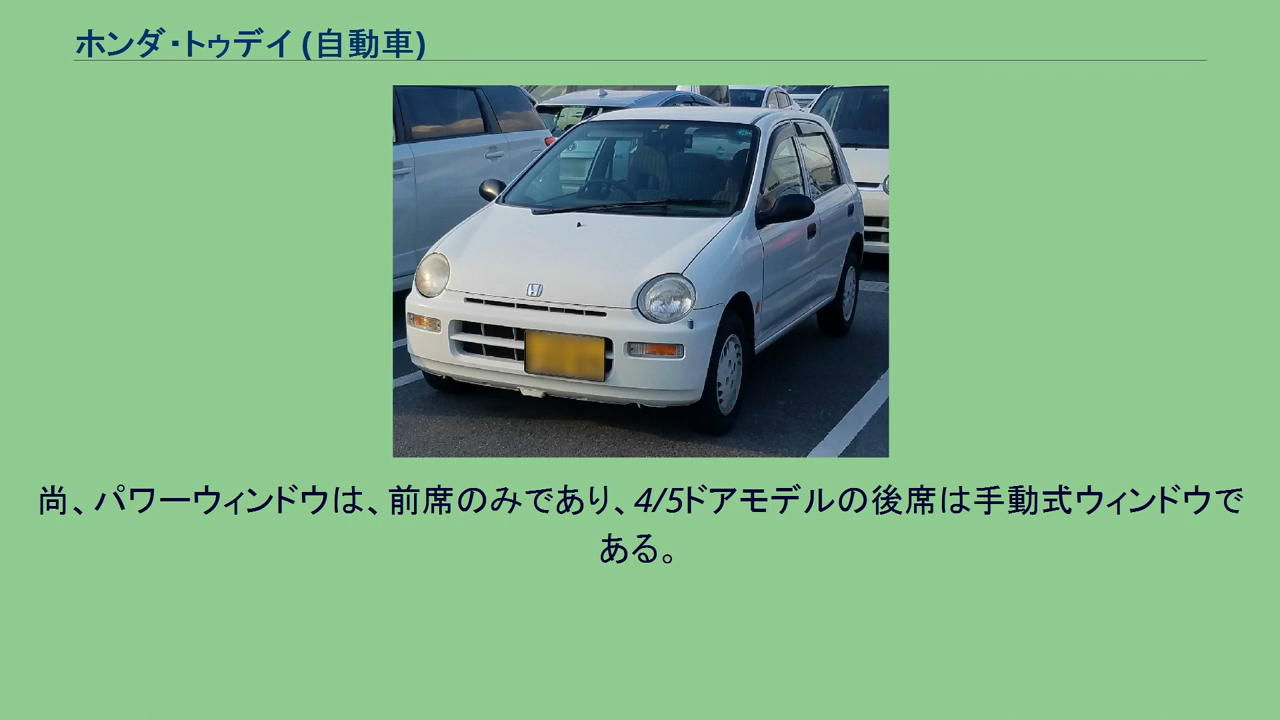 ホンダ・トゥデイ (自動車)
尚、パワーウィンドウは、前席のみであり、4/5ドアモデルの後席は手動式ウィンドウで
ある。